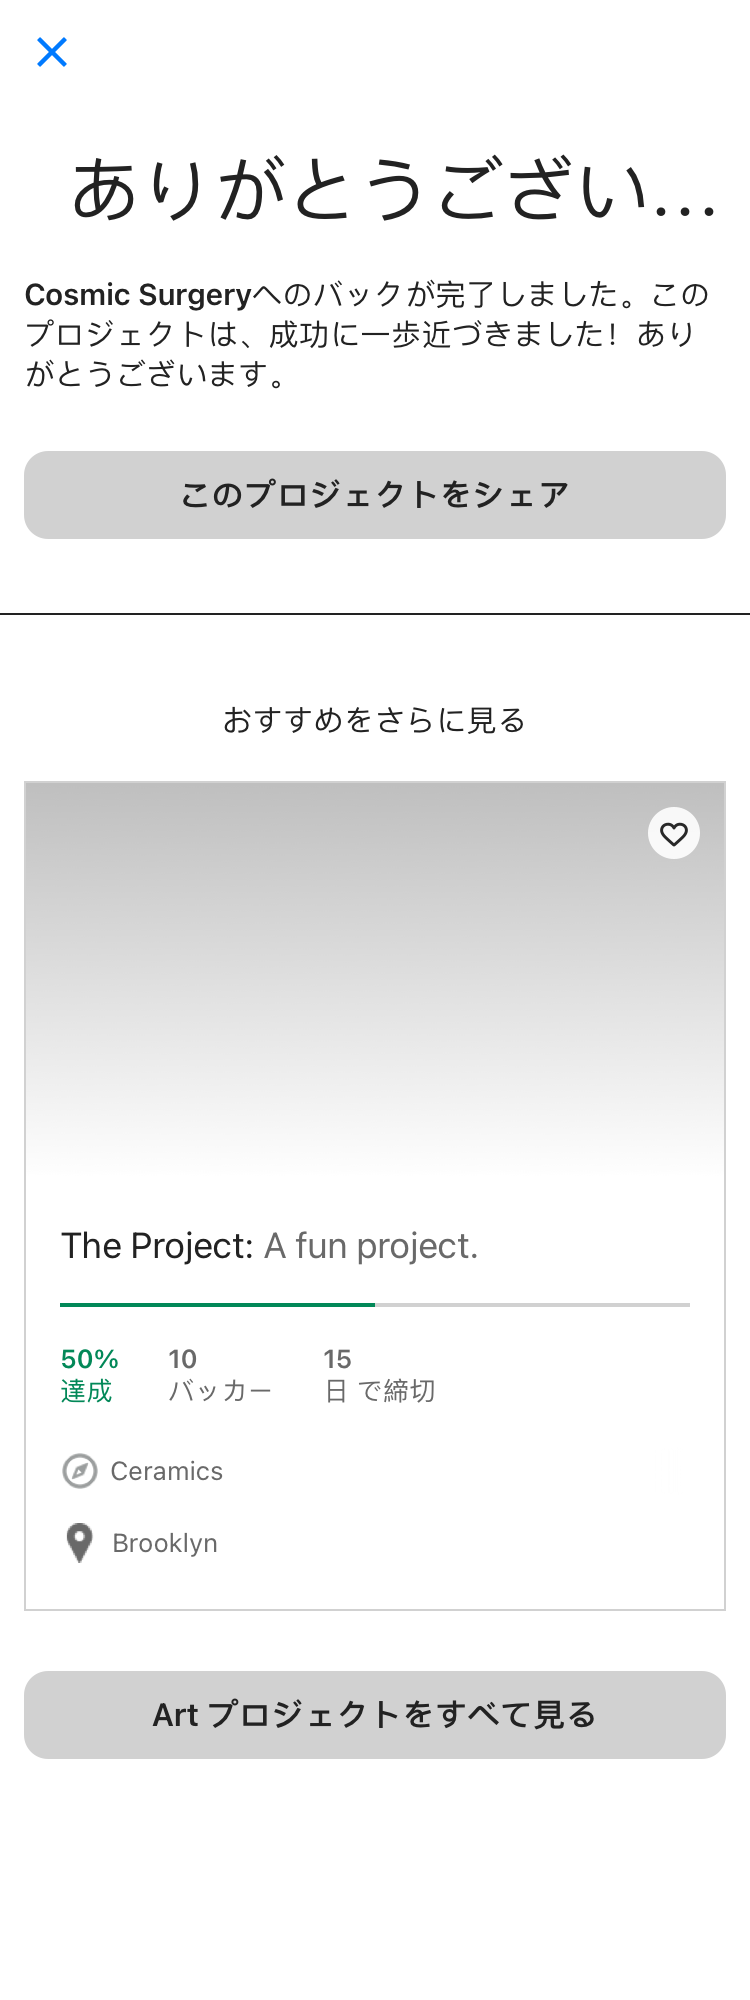 ありがとうござい...
Cosmic Surgeryへのバックが完了しました。この
プロジェクトは、成功に一歩近づきました！あり
がとうございます。
このプロジェクトをシェア
おすすめをさらに見る
The Project: A fun project.
50% 10 15
達成 バッカー 日 で締切
Ceramics
Brooklyn
Art プロジェクトをすべて見る